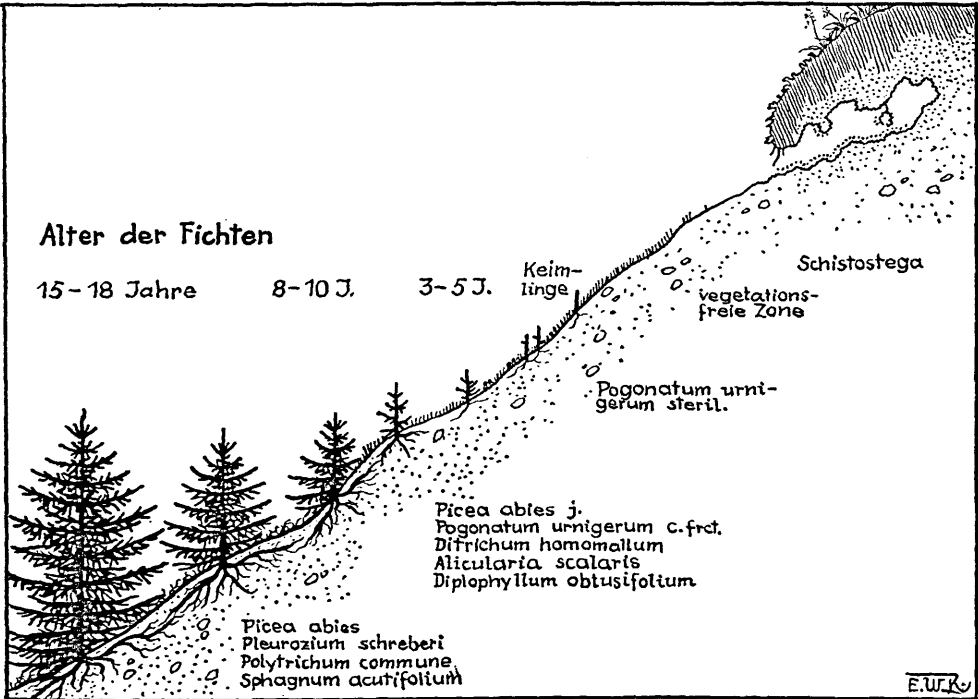 Alter der Fichten
15-18 Jahre
8-10 J.
3-5 J.
Keim-
linge
Schistostega
vegetations-
freie Zone
Pogonatum urni-
gerum steril.
Picea abies j.
Pogonatum urnigerum c.frct.
Ditrichum homomallum
Alicularia scalaris
Diplophyllum obtusifolium
Picea abies
Pleurozium schreberi
Polytrichum commune
Sphagnum acutifolium
E.W.R.